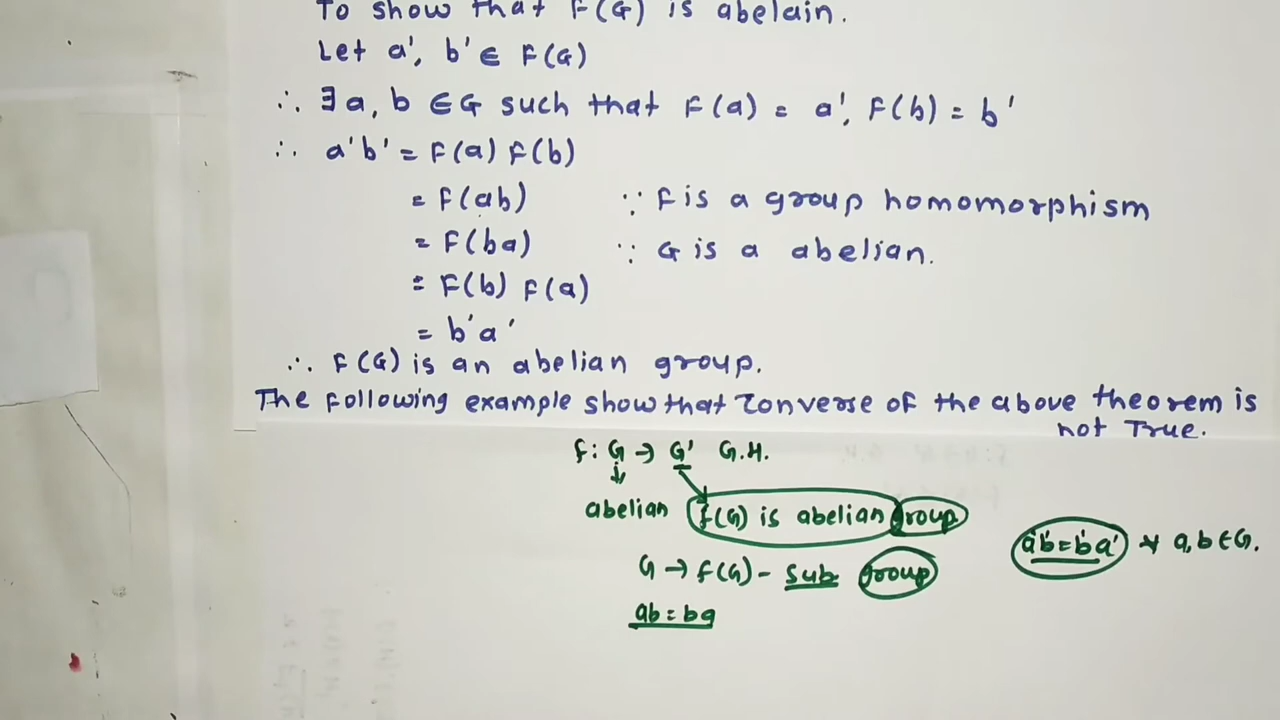 To show that F(G) is abelain.
Let a', b' ∈ F(G)
∴ ∃ a, b ∈ G such that F(a) = a', F(b) = b'
∴ a'b' = F(a) F(b)
= F(ab) ∵ F is a group homomorphism
= F(ba) ∵ G is a abelian.
= F(b) F(a)
= b'a'
∴ F(G) is an abelian group.
The following example show that converse of the above theorem is
not True.
f: G → G' G.H.
↓
abelian f(G) is abelian group
a'b' = b'a' ∀ a, b ∈ G.
G → f(G) - sub group
ab = ba